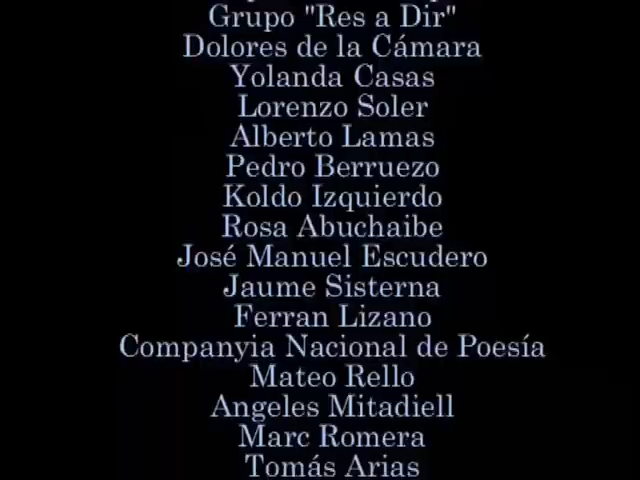 Grupo "Res a Dir"
Dolores de la Cámara
Yolanda Casas
Lorenzo Soler
Alberto Lamas
Pedro Berruezo
Koldo Izquierdo
Rosa Abuchaibe
José Manuel Escudero
Jaume Sisterna
Ferran Lizano
Companyia Nacional de Poesía
Mateo Rello
Angeles Mitadiell
Marc Romera
Tomás Arias